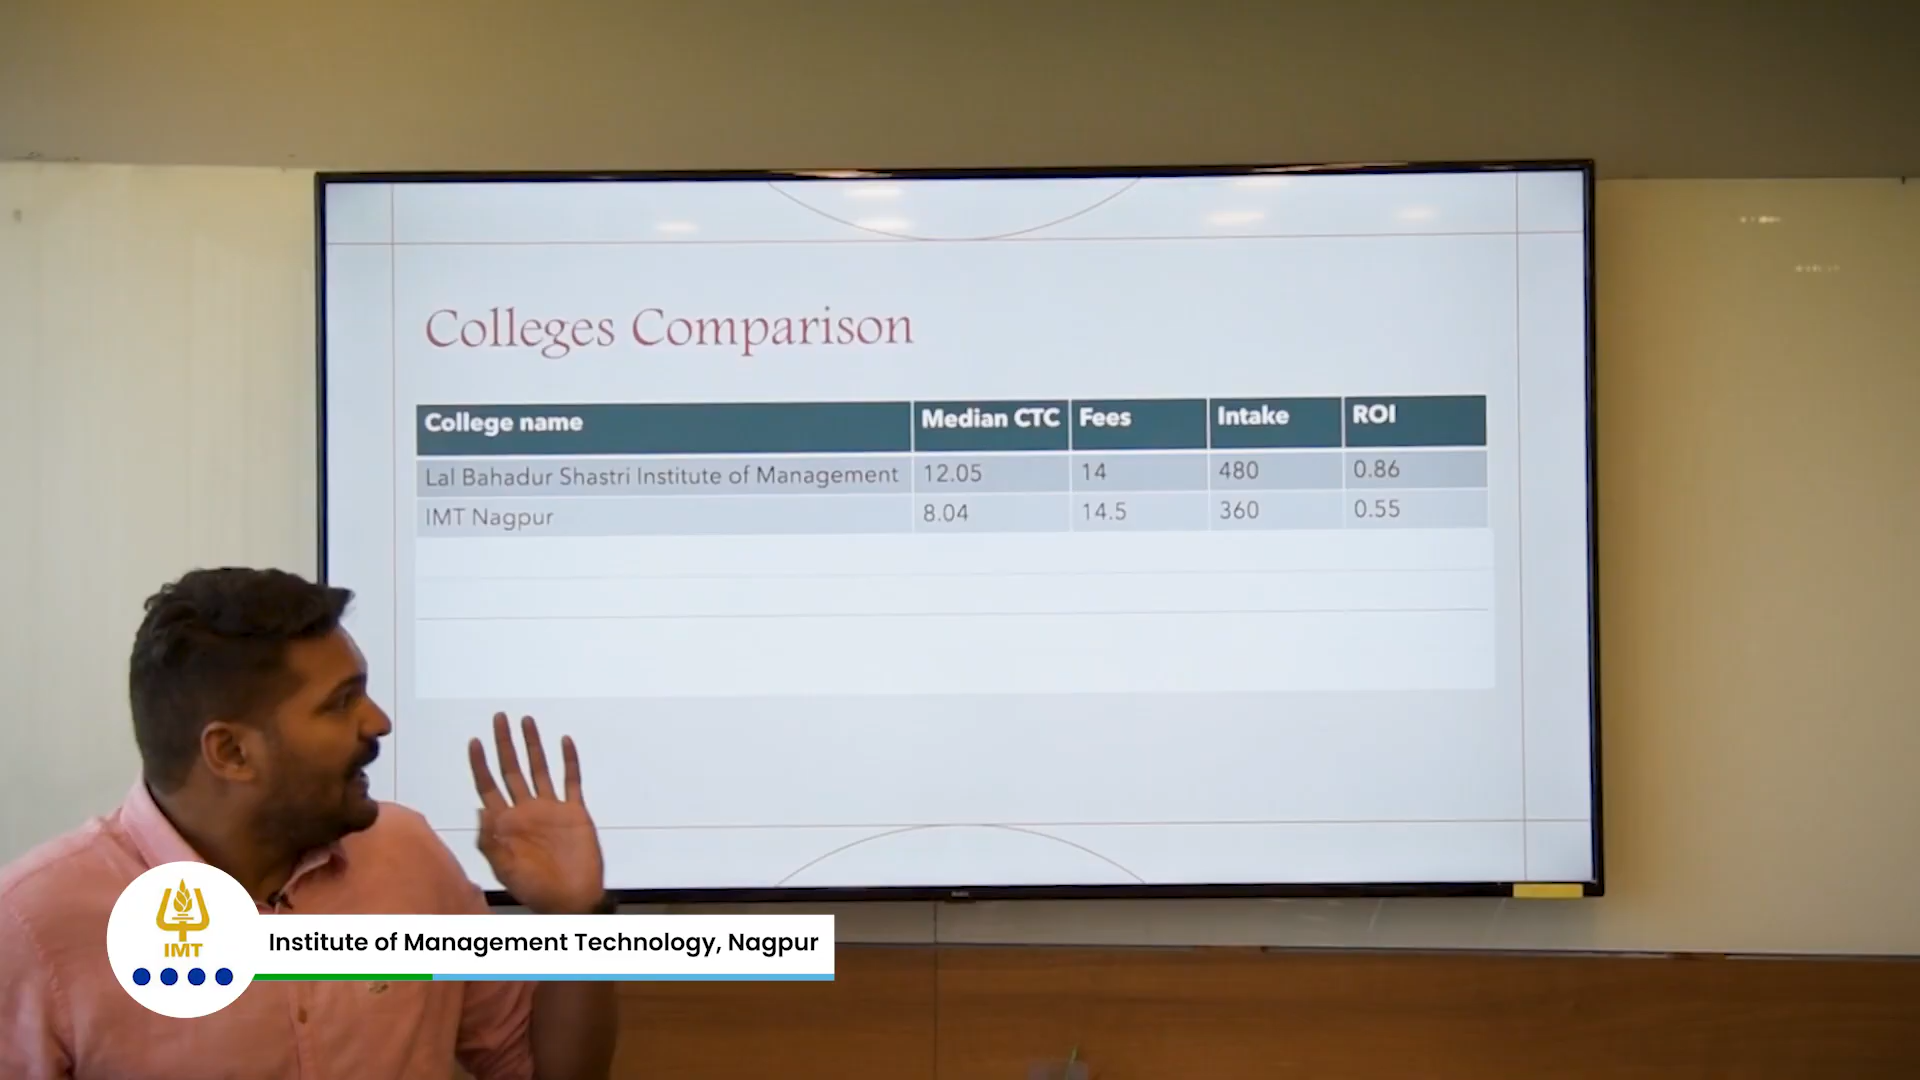 Colleges Comparison
College name Median CTC Fees Intake ROI
Lal Bahadur Shastri Institute of Management 12.05 14 480 0.86
IMT Nagpur 8.04 14.5 360 0.55
IMT
Institute of Management Technology, Nagpur